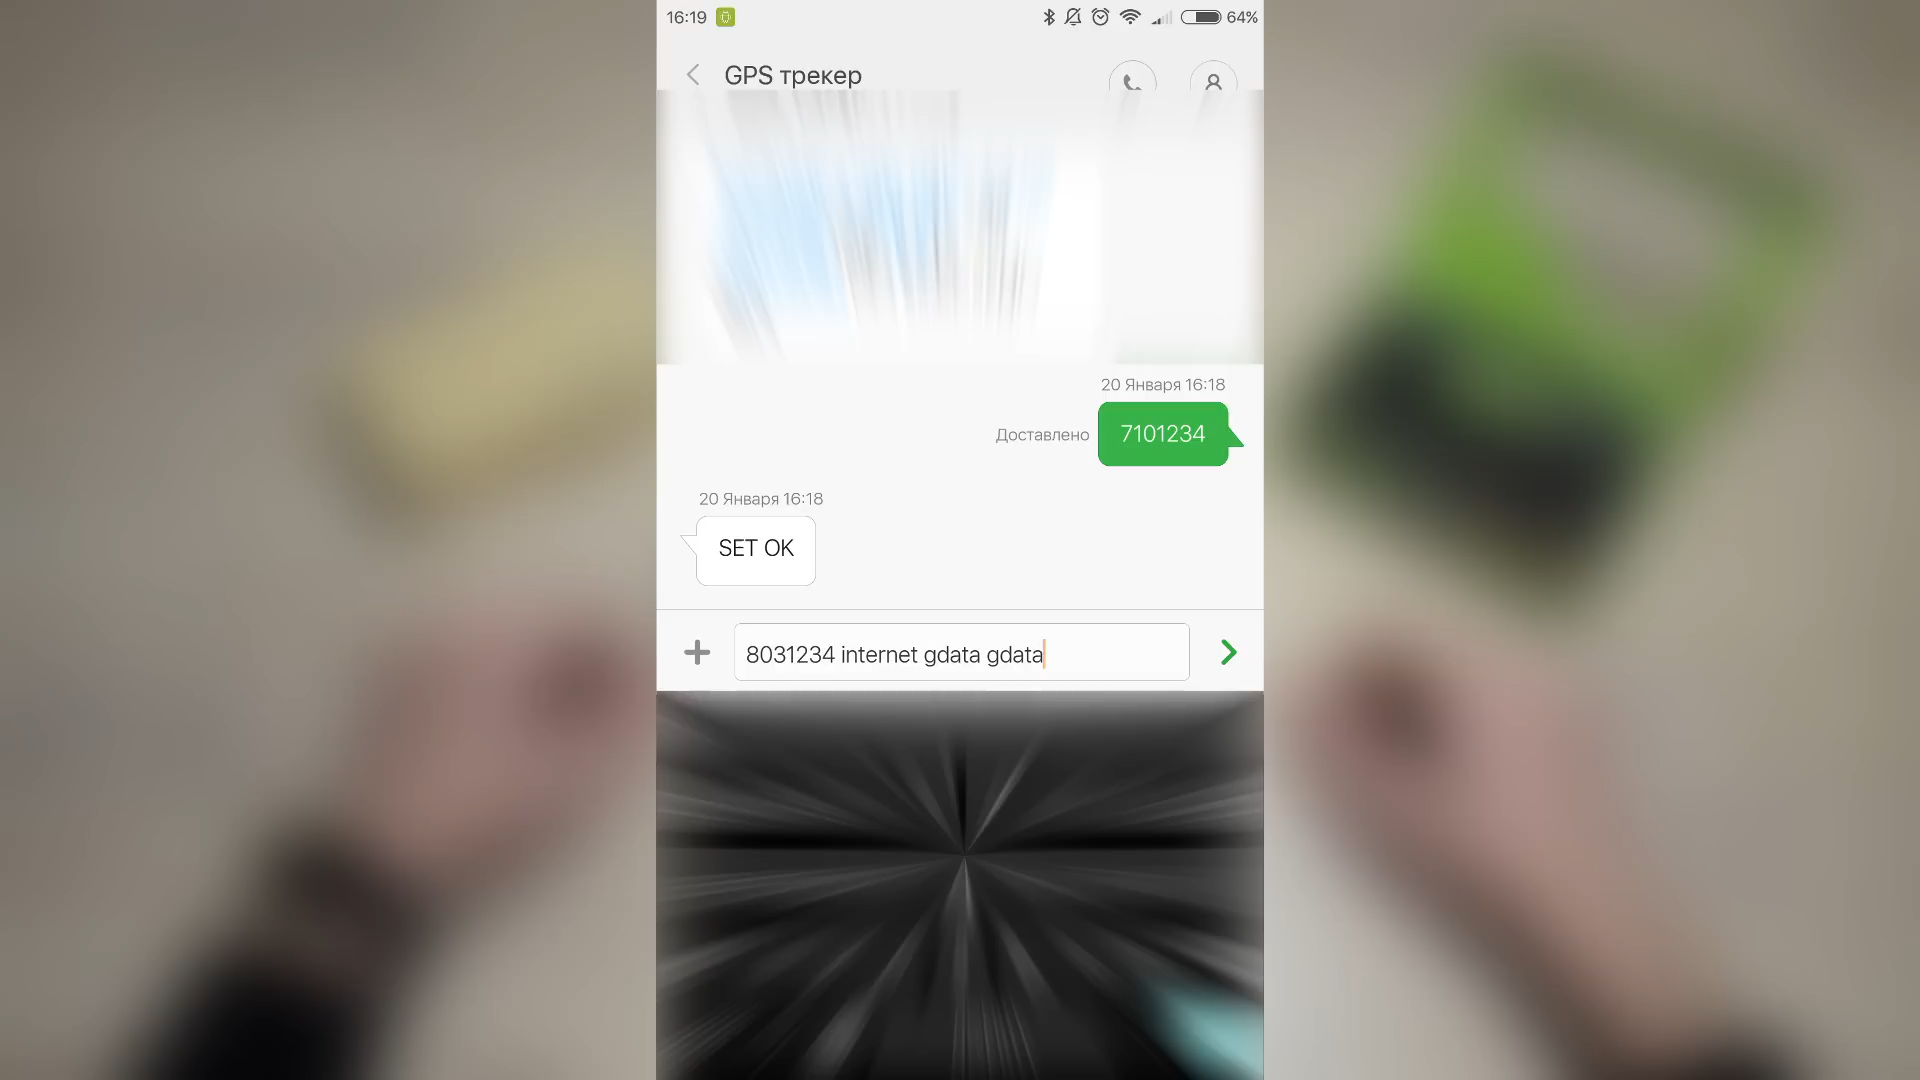 16:19
64%
GPS трекер
20 Января 16:18
Доставлено
7101234
20 Января 16:18
SET OK
8031234 internet gdata gdata